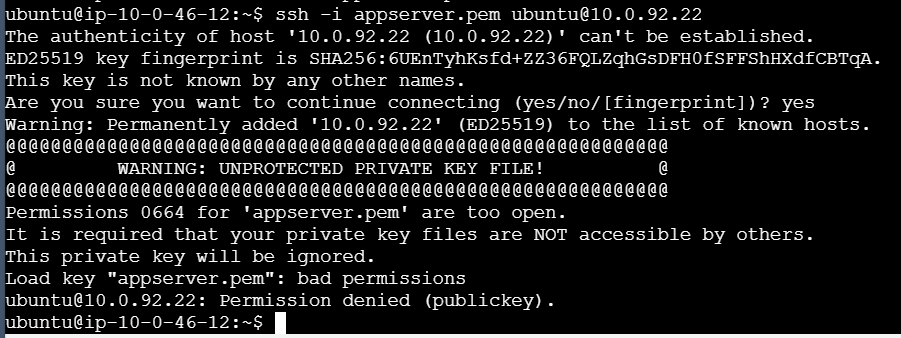 ubuntu@ip-10-0-46-12:~$ ssh -i appserver.pem ubuntu@10.0.92.22
The authenticity of host '10.0.92.22 (10.0.92.22)' can't be established.
ED25519 key fingerprint is SHA256:6UEnTyhKsfd+ZZ36FQLZqhGsDFH0fSFFShHXdfCBTqA.
This key is not known by any other names.
Are you sure you want to continue connecting (yes/no/[fingerprint])? yes
Warning: Permanently added '10.0.92.22' (ED25519) to the list of known hosts.
@@@@@@@@@@@@@@@@@@@@@@@@@@@@@@@@@@@@@@@@@@@@@@@@@@@@@@@@@@@
@         WARNING: UNPROTECTED PRIVATE KEY FILE!          @
@@@@@@@@@@@@@@@@@@@@@@@@@@@@@@@@@@@@@@@@@@@@@@@@@@@@@@@@@@@
Permissions 0664 for 'appserver.pem' are too open.
It is required that your private key files are NOT accessible by others.
This private key will be ignored.
Load key "appserver.pem": bad permissions
ubuntu@10.0.92.22: Permission denied (publickey).
ubuntu@ip-10-0-46-12:~$